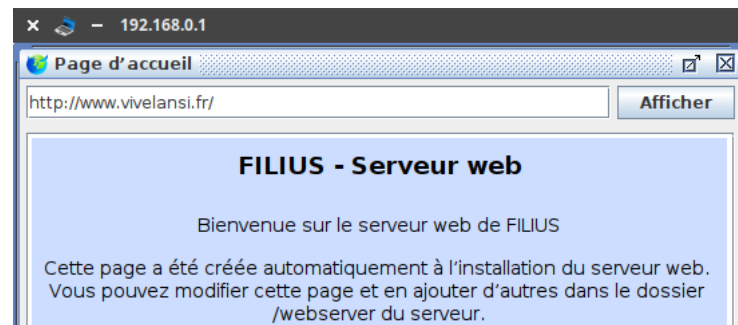 192.168.0.1
Page d'accueil
http://www.vivelansi.fr/
Afficher
FILIUS - Serveur web
Bienvenue sur le serveur web de FILIUS
Cette page a été créée automatiquement à l'installation du serveur web.
Vous pouvez modifier cette page et en ajouter d'autres dans le dossier
/webserver du serveur.